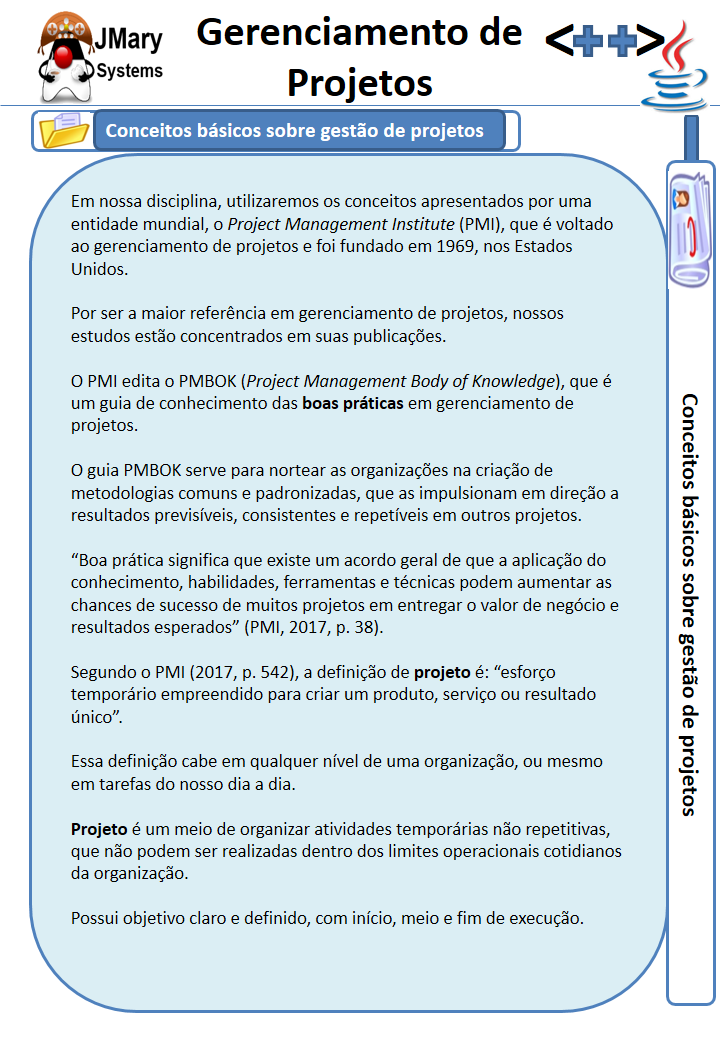 JMary
Systems
Gerenciamento de
Projetos
<++>
Conceitos básicos sobre gestão de projetos
Em nossa disciplina, utilizaremos os conceitos apresentados por uma
entidade mundial, o Project Management Institute (PMI), que é voltado
ao gerenciamento de projetos e foi fundado em 1969, nos Estados
Unidos.
Por ser a maior referência em gerenciamento de projetos, nossos
estudos estão concentrados em suas publicações.
O PMI edita o PMBOK (Project Management Body of Knowledge), que é
um guia de conhecimento das boas práticas em gerenciamento de
projetos.
O guia PMBOK serve para nortear as organizações na criação de
metodologias comuns e padronizadas, que as impulsionam em direção a
resultados previsíveis, consistentes e repetíveis em outros projetos.
“Boa prática significa que existe um acordo geral de que a aplicação do
conhecimento, habilidades, ferramentas e técnicas podem aumentar as
chances de sucesso de muitos projetos em entregar o valor de negócio e
resultados esperados” (PMI, 2017, p. 38).
Segundo o PMI (2017, p. 542), a definição de projeto é: “esforço
temporário empreendido para criar um produto, serviço ou resultado
único”.
Essa definição cabe em qualquer nível de uma organização, ou mesmo
em tarefas do nosso dia a dia.
Projeto é um meio de organizar atividades temporárias não repetitivas,
que não podem ser realizadas dentro dos limites operacionais cotidianos
da organização.
Possui objetivo claro e definido, com início, meio e fim de execução.
Conceitos básicos sobre gestão de projetos